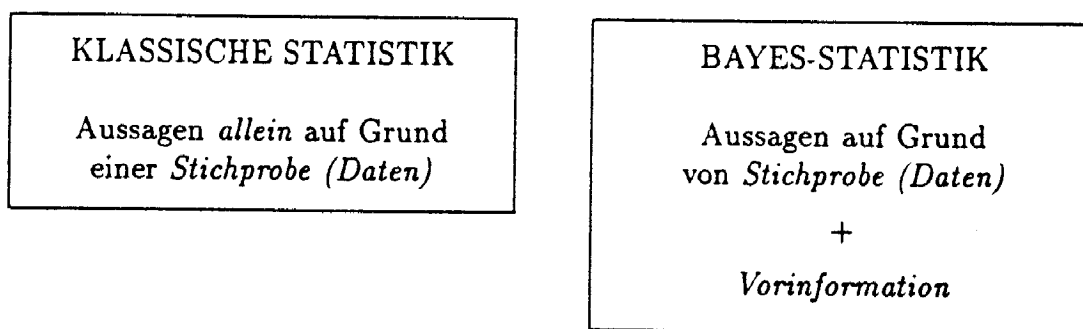 KLASSISCHE STATISTIK
Aussagen allein auf Grund
einer Stichprobe (Daten)
BAYES-STATISTIK
Aussagen auf Grund
von Stichprobe (Daten)
+
Vorinformation